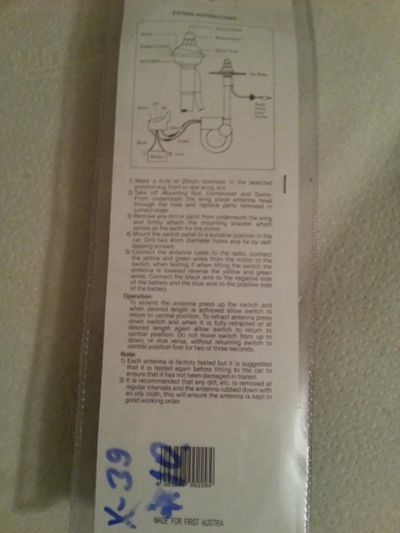 FITTING INSTRUCTIONS
1) Make a hole of 25mm diameter in the selected
position e.g. front or rear wing, etc.
2) Take off Mounting Nut, Comeoover and Dome,
From underneath the wing place antenna head
through the hole and replace parts removed in
correct order.
3) Remove any dirt or paint from underneath the wing
and firmly attach the mounting bracket which
serves as earth for the motor.
4) Mount the switch panel in a suitable position in the
car. Drill two 4mm diameter holes and fix by self-
tapping screws.
5) Connect the antenna cable to the radio, connect
the yellow and green wires from the motor to the
switch, when testing if when lifting the switch the
antenna is lowered reverse the yellow and green
wires. Connect the black wire to the negative side
of the battery and the blue wire to the positive side
of the battery.
Operation:
To extend the antenna press up the switch and
when desired length is achieved allow switch to
return to central position. To retract antenna press
down switch and when it is fully retracted or at
desired length again allow switch to return to
central position. Do not move switch from up to
down, or vice versa, without returning switch to
central position first for two or three seconds.
Note:
1) Each antenna is factory tested but it is suggested
that it is tested again before fitting to the car to
ensure that it has not been damaged in transit.
2) It is recommended that any dirt, etc. is removed at
regular intervals and the antenna rubbed down with
an oily cloth, this will ensure the antenna is kept in
good working order.
X-39
MADE FOR FIRST AUSTRIA